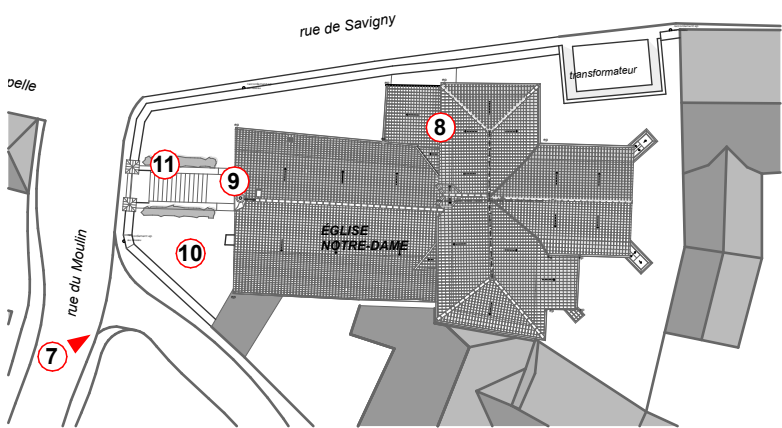 rue de Savigny
pelle
transformateur
8
11
9
ÉGLISE
NOTRE-DAME
10
rue du Moulin
7